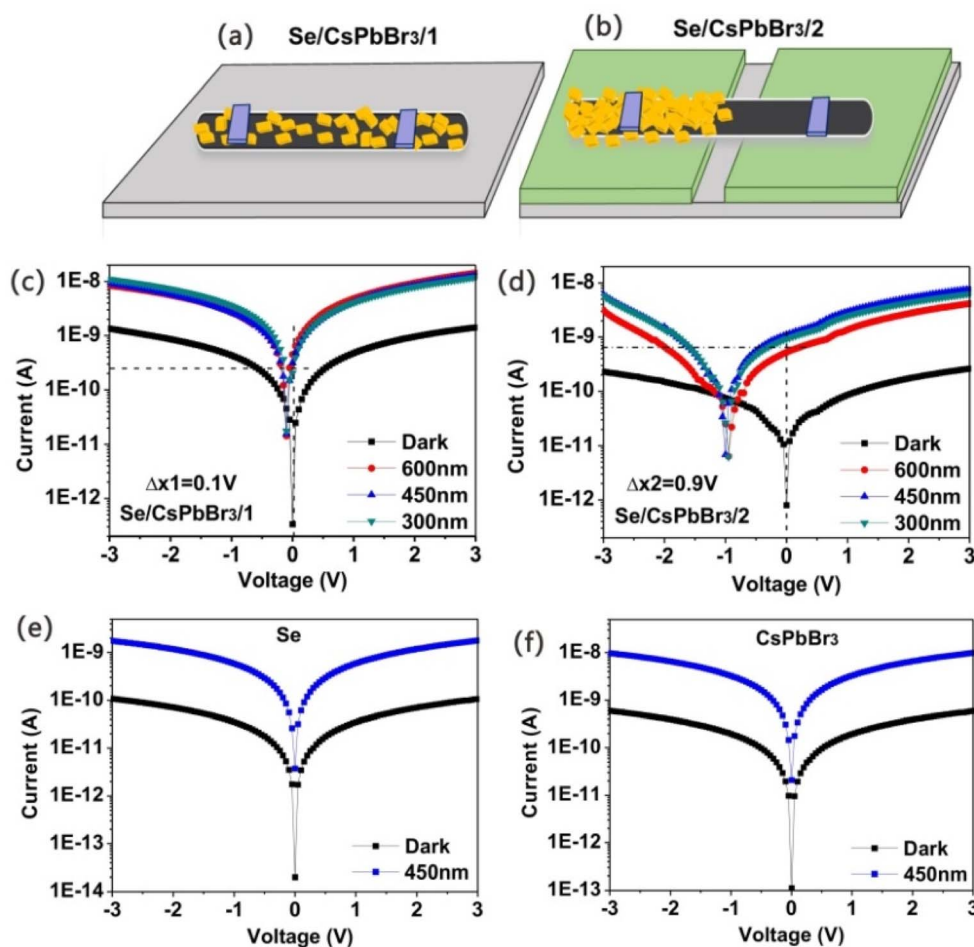 (a) Se/CsPbBr₃/1
(b) Se/CsPbBr₃/2
(c)
1E-8
1E-9
1E-10
1E-11
1E-12
Current (A)
Dark
600nm
450nm
300nm
Δx1=0.1V
Se/CsPbBr₃/1
-3 -2 -1 0 1 2 3
Voltage (V)
(d)
1E-8
1E-9
1E-10
1E-11
1E-12
Current (A)
Dark
600nm
450nm
300nm
Δx2=0.9V
Se/CsPbBr₃/2
-3 -2 -1 0 1 2 3
Voltage (V)
(e)
Se
1E-9
1E-10
1E-11
1E-12
1E-13
1E-14
Current (A)
Dark
450nm
-3 -2 -1 0 1 2 3
Voltage (V)
(f)
CsPbBr₃
1E-8
1E-9
1E-10
1E-11
1E-12
1E-13
Current (A)
Dark
450nm
-3 -2 -1 0 1 2 3
Voltage (V)